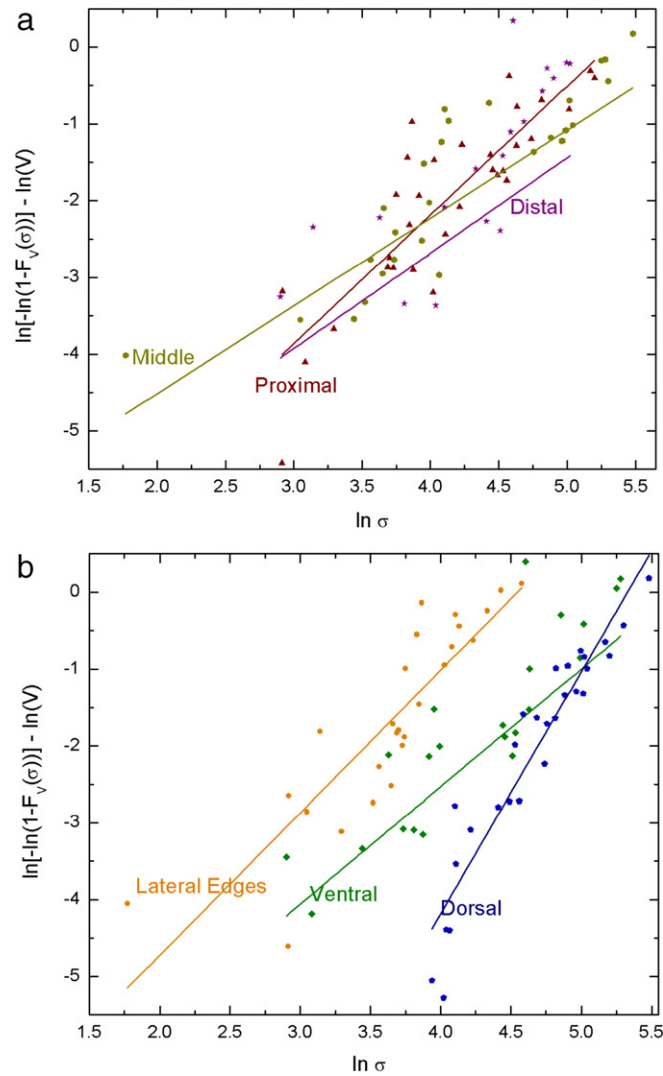 a
0
-1
-2
-3
-4
-5
ln[-ln(1-F_V(σ))] - ln(V)
Distal
Middle
Proximal
1.5 2.0 2.5 3.0 3.5 4.0 4.5 5.0 5.5
ln σ
b
0
-1
-2
-3
-4
-5
ln[-ln(1-F_V(σ))] - ln(V)
Lateral Edges
Ventral
Dorsal
1.5 2.0 2.5 3.0 3.5 4.0 4.5 5.0 5.5
ln σ